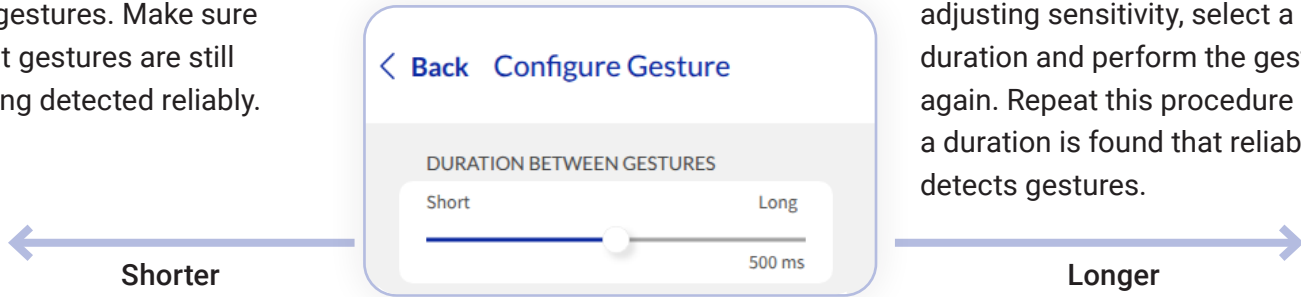 gestures. Make sure
t gestures are still
ng detected reliably.
Shorter
< Back Configure Gesture
DURATION BETWEEN GESTURES
Short Long
500 ms
adjusting sensitivity, select a
duration and perform the ges
again. Repeat this procedure
a duration is found that reliab
detects gestures.
Longer